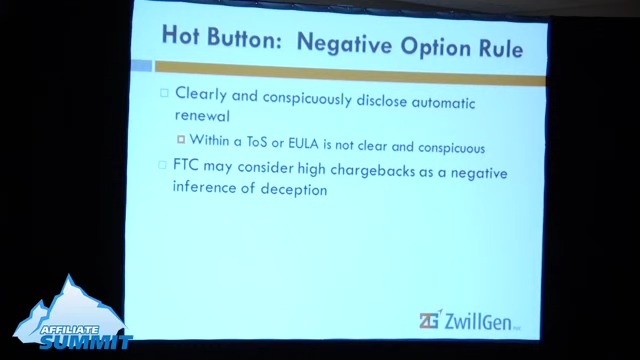 Hot Button: Negative Option Rule
Clearly and conspicuously disclose automatic
renewal
Within a ToS or EULA is not clear and conspicuous
FTC may consider high chargebacks as a negative
inference of deception
ZG ZwillGen
AFFILIATE
SUMMIT